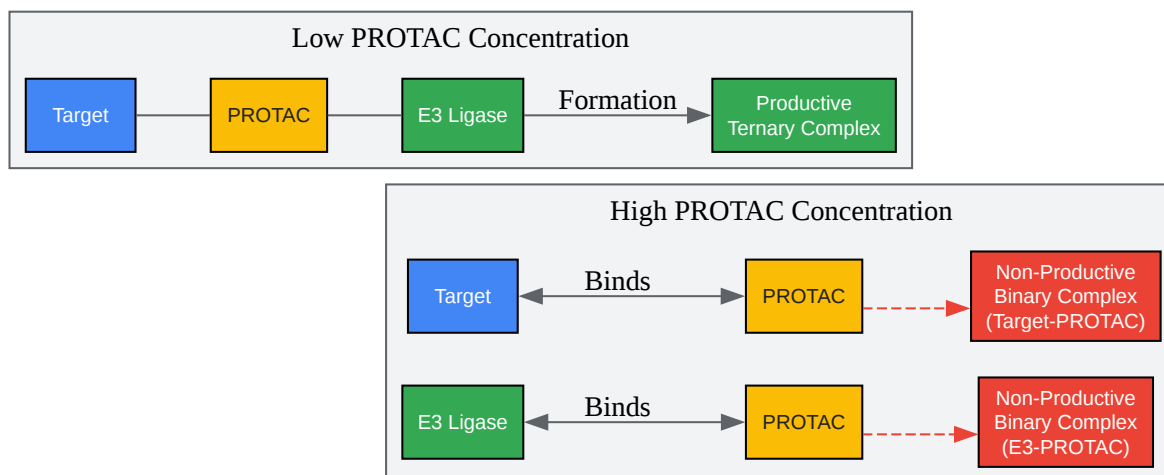 Low PROTAC Concentration
Target
PROTAC
E3 Ligase
Formation
Productive
Ternary Complex
High PROTAC Concentration
Target
Binds
PROTAC
Non-Productive
Binary Complex
(Target-PROTAC)
E3 Ligase
Binds
PROTAC
Non-Productive
Binary Complex
(E3-PROTAC)